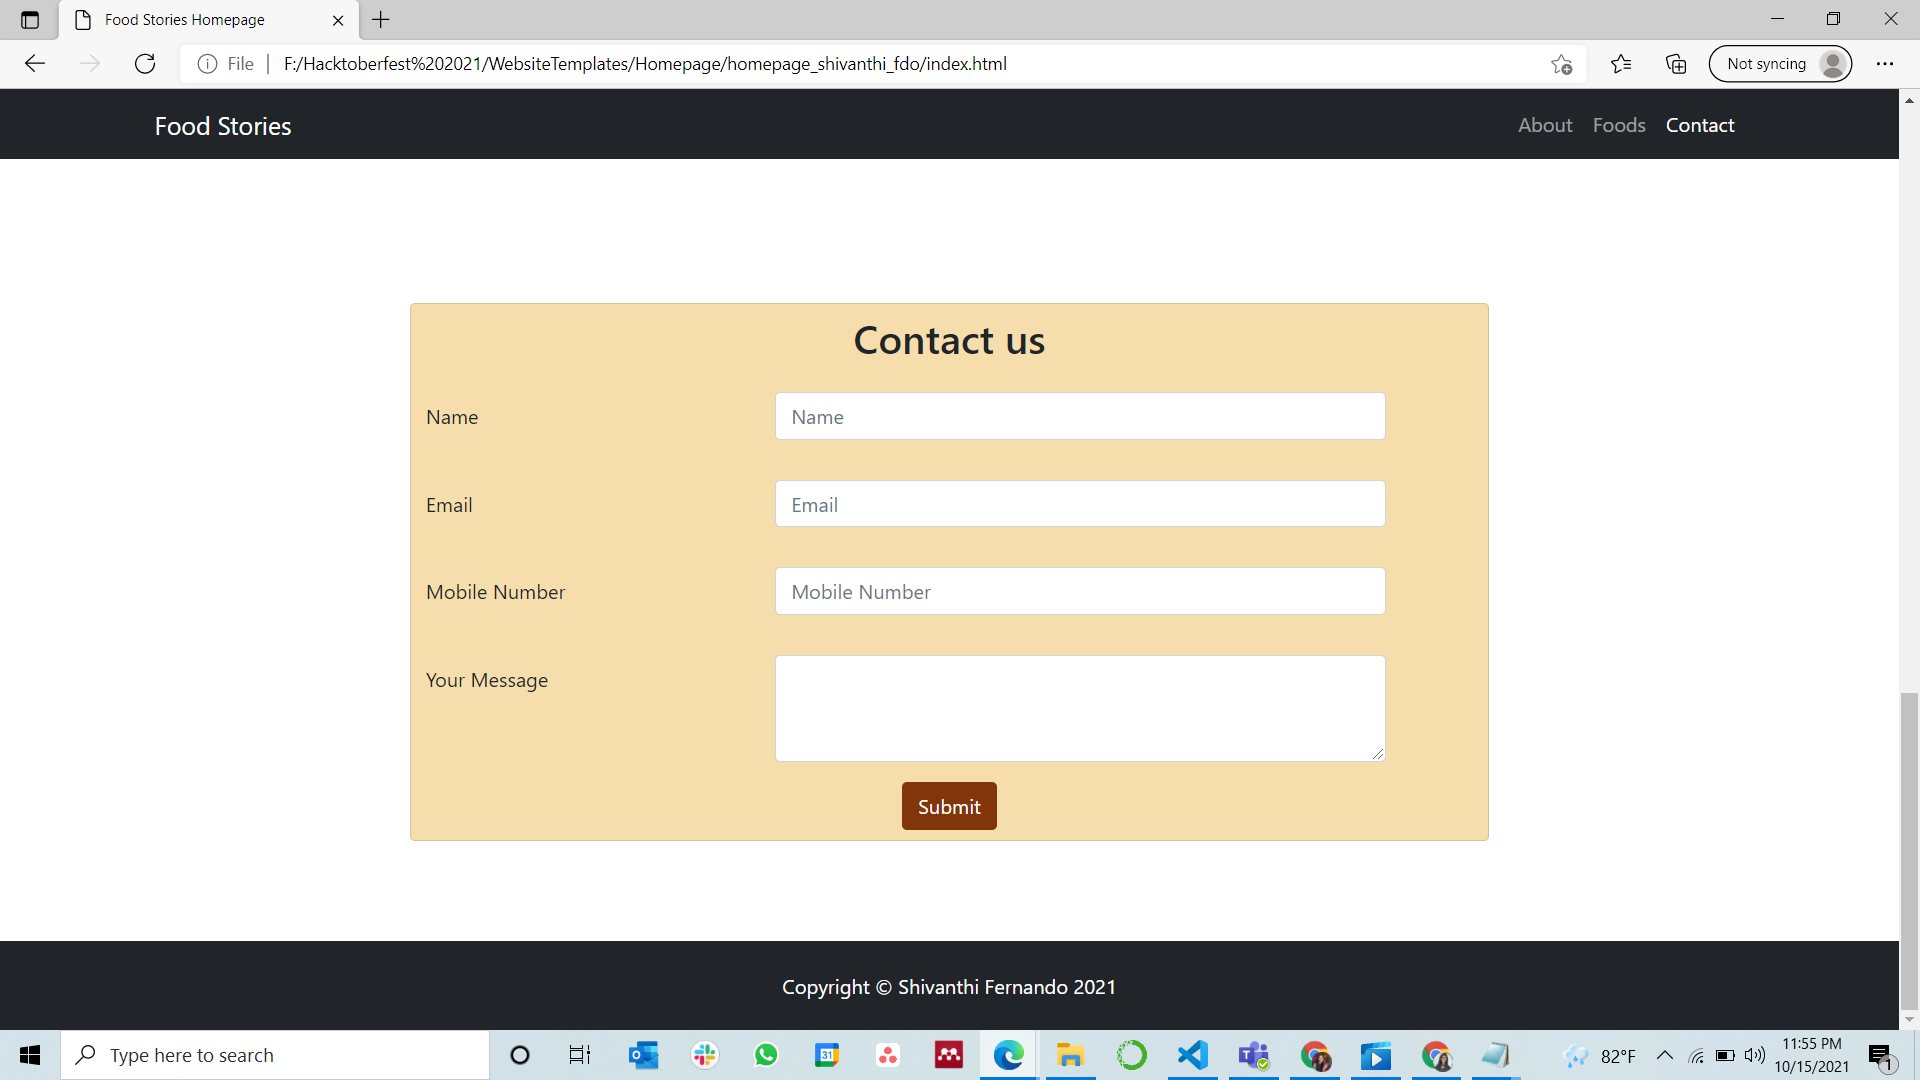 Food Stories Homepage
File
F:/Hacktoberfest%202021/WebsiteTemplates/Homepage/homepage_shivanthi_fdo/index.html
Not syncing
Food Stories
About Foods Contact
Contact us
Name
Name
Email
Email
Mobile Number
Mobile Number
Your Message
Submit
Copyright © Shivanthi Fernando 2021
Type here to search
31
82°F
11:55 PM
10/15/2021
1